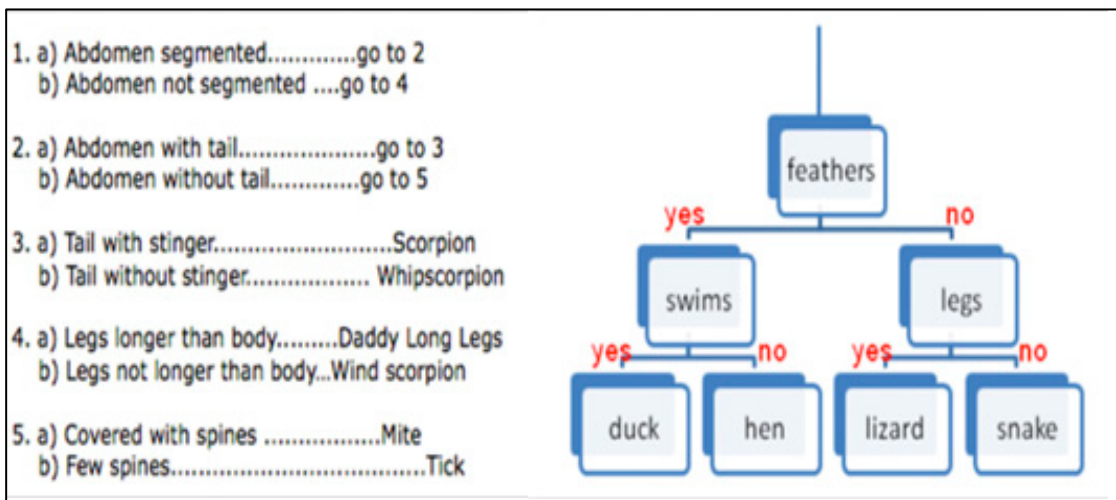 1. a) Abdomen segmented.............go to 2
b) Abdomen not segmented ....go to 4
2. a) Abdomen with tail.....................go to 3
b) Abdomen without tail.............go to 5
3. a) Tail with stinger..........................Scorpion
b) Tail without stinger.................. Whipscorpion
4. a) Legs longer than body.........Daddy Long Legs
b) Legs not longer than body...Wind scorpion
5. a) Covered with spines .................Mite
b) Few spines.....................................Tick
feathers
yes no
swims legs
yes no yes no
duck hen lizard snake